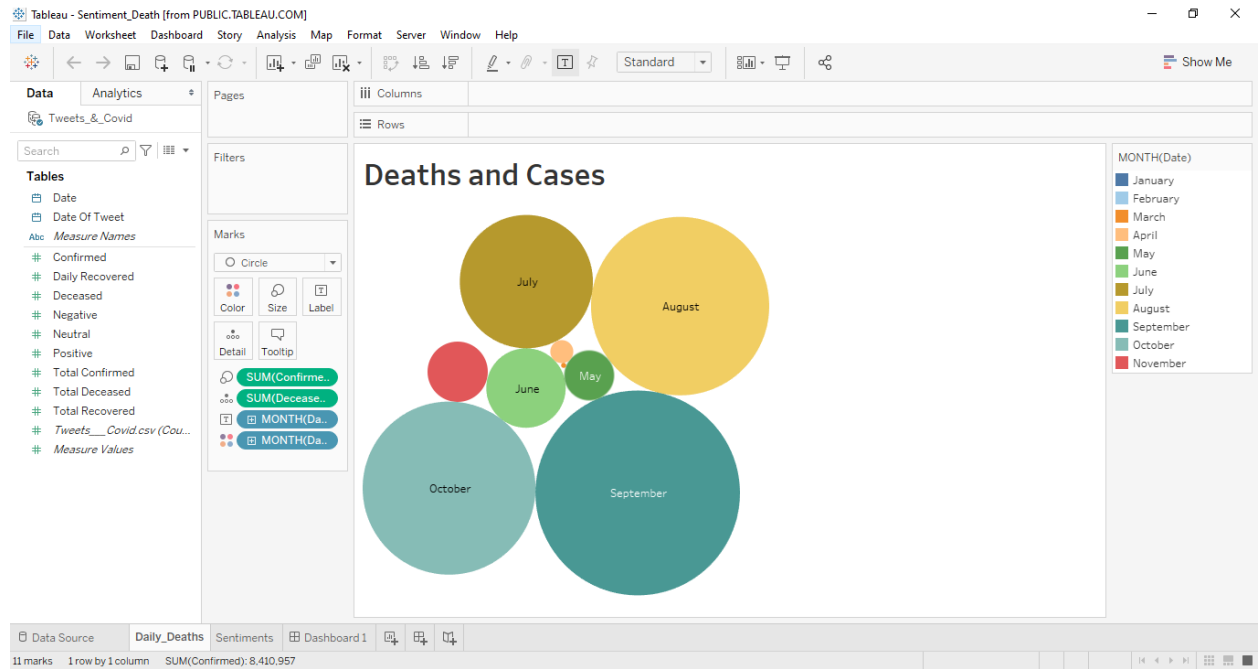 Tableau - Sentiment_Death [from PUBLIC.TABLEAU.COM]
File Data Worksheet Dashboard Story Analysis Map Format Server Window Help
Standard
Show Me
Data Analytics
Tweets_&_Covid
Search
Tables
Date
Date Of Tweet
Abc Measure Names
# Confirmed
# Daily Recovered
# Deceased
# Negative
# Neutral
# Positive
# Total Confirmed
# Total Deceased
# Total Recovered
# Tweets___Covid.csv (Cou...
# Measure Values
Pages
Filters
Marks
Circle
Color Size Label
Detail Tooltip
SUM(Confirme..
SUM(Decease..
MONTH(Da..
MONTH(Da..
Columns
Rows
Deaths and Cases
July
August
May
June
October
September
MONTH(Date)
January
February
March
April
May
June
July
August
September
October
November
Data Source Daily_Deaths Sentiments Dashboard 1
11 marks 1 row by 1 column SUM(Confirmed): 8,410,957